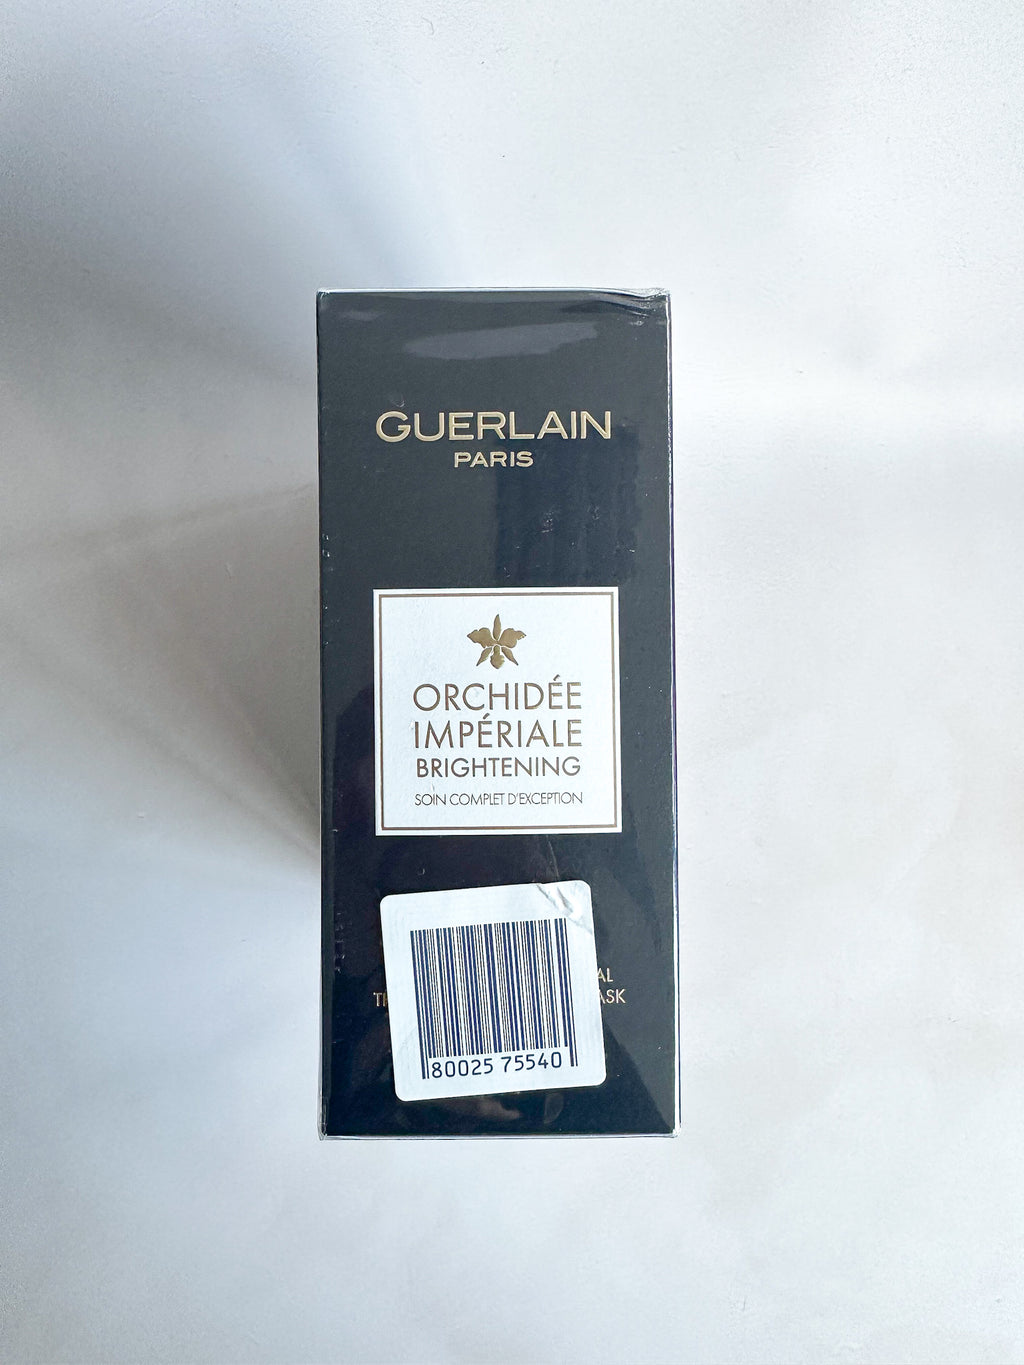 GUERLAIN
PARIS
ORCHIDÉE
IMPÉRIALE
BRIGHTENING
SOIN COMPLET D'EXCEPTION
80025 75540